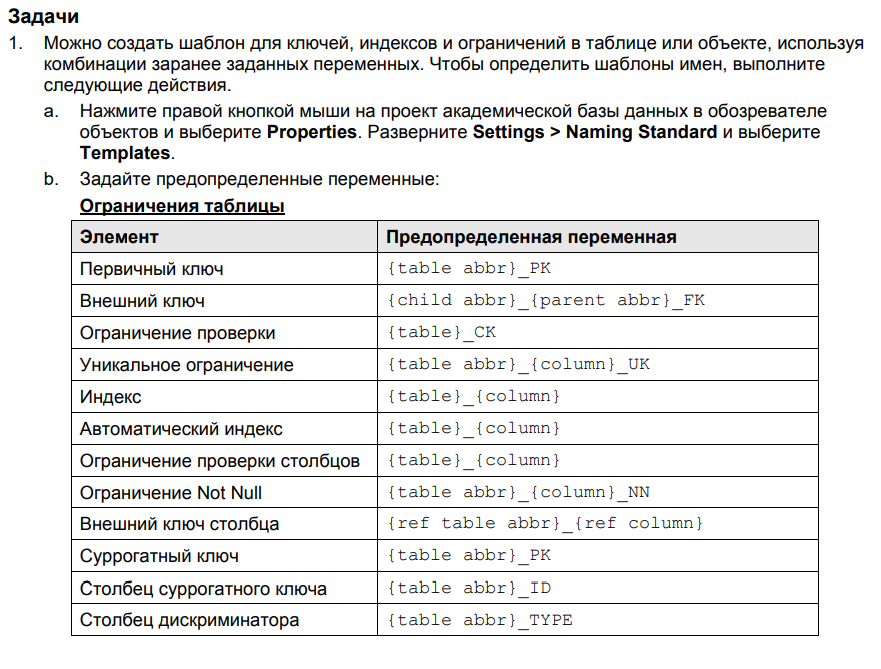 Задачи
1. Можно создать шаблон для ключей, индексов и ограничений в таблице или объекте, используя
комбинации заранее заданных переменных. Чтобы определить шаблоны имен, выполните
следующие действия.
a. Нажмите правой кнопкой мыши на проект академической базы данных в обозревателе
объектов и выберите Properties. Разверните Settings > Naming Standard и выберите
Templates.
b. Задайте предопределенные переменные:
Ограничения таблицы
Элемент Предопределенная переменная
Первичный ключ {table abbr}_PK
Внешний ключ {child abbr}_{parent abbr}_FK
Ограничение проверки {table}_CK
Уникальное ограничение {table abbr}_{column}_UK
Индекс {table}_{column}
Автоматический индекс {table}_{column}
Ограничение проверки столбцов {table}_{column}
Ограничение Not Null {table abbr}_{column}_NN
Внешний ключ столбца {ref table abbr}_{ref column}
Суррогатный ключ {table abbr}_PK
Столбец суррогатного ключа {table abbr}_ID
Столбец дискриминатора {table abbr}_TYPE